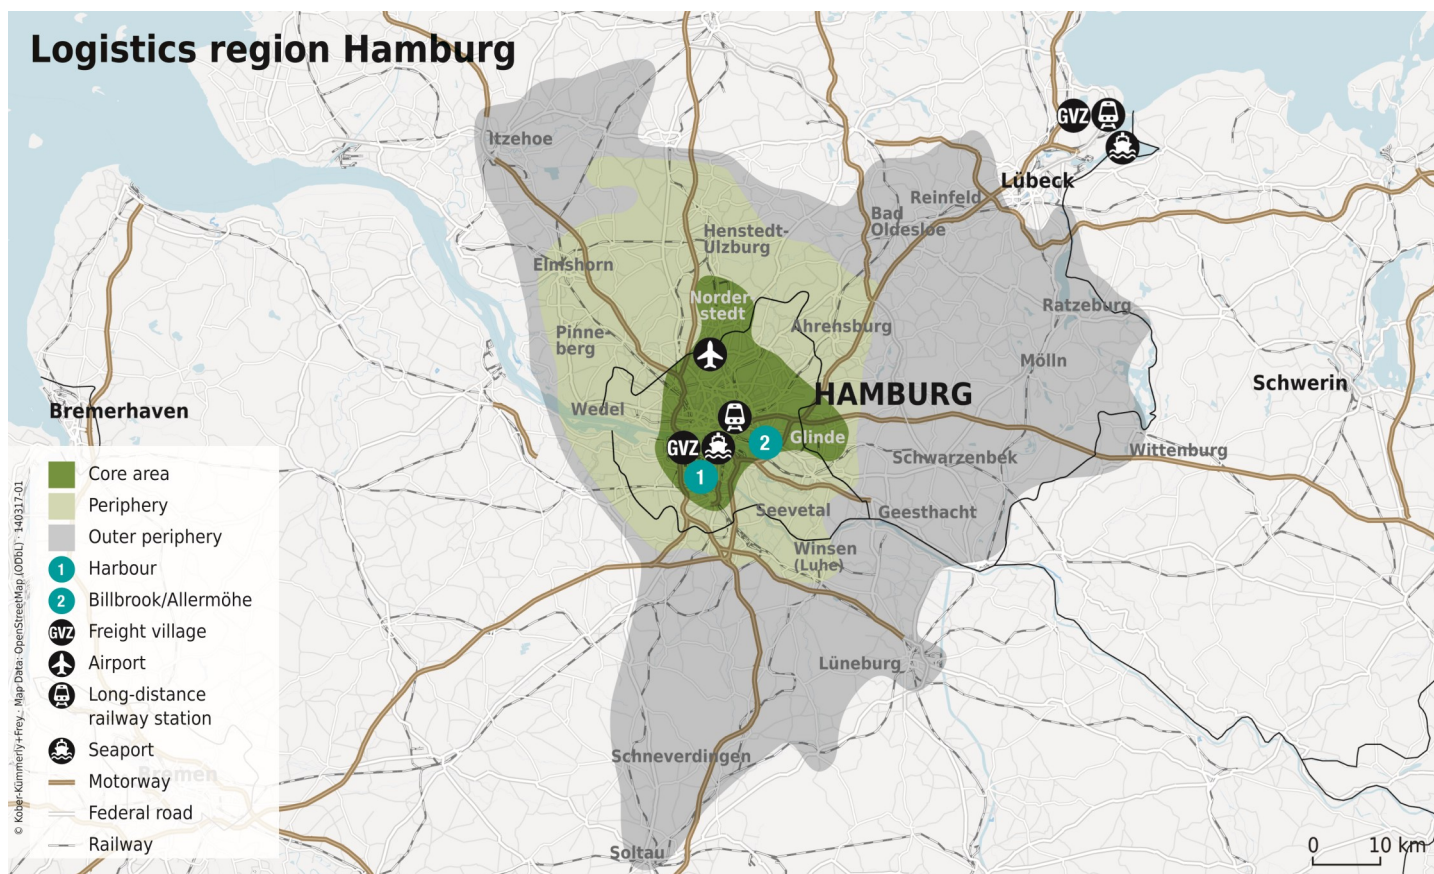 Logistics region Hamburg
GVZ
Itzehoe
Lübeck
Reinfeld
Bad
Oldesloe
Henstedt-
Ulzburg
Elmshorn
Norder-
stedt
Ratzeburg
Pinne-
berg
Ahrensburg
Mölln
HAMBURG
Schwerin
Bremerhaven
Wedel
GVZ
2
Glinde
Wittenburg
Schwarzenbek
1
Seevetal
Geesthacht
Winsen
(Luhe)
Lüneburg
Schneverdingen
Soltau
Bremen
Core area
Periphery
Outer periphery
1 Harbour
2 Billbrook/Allermöhe
GVZ Freight village
Airport
Long-distance
railway station
Seaport
Motorway
Federal road
Railway
0 10 km
© Kober-Kümmerly+Frey · Map Data: OpenStreetMap (ODbL) · 140317-01